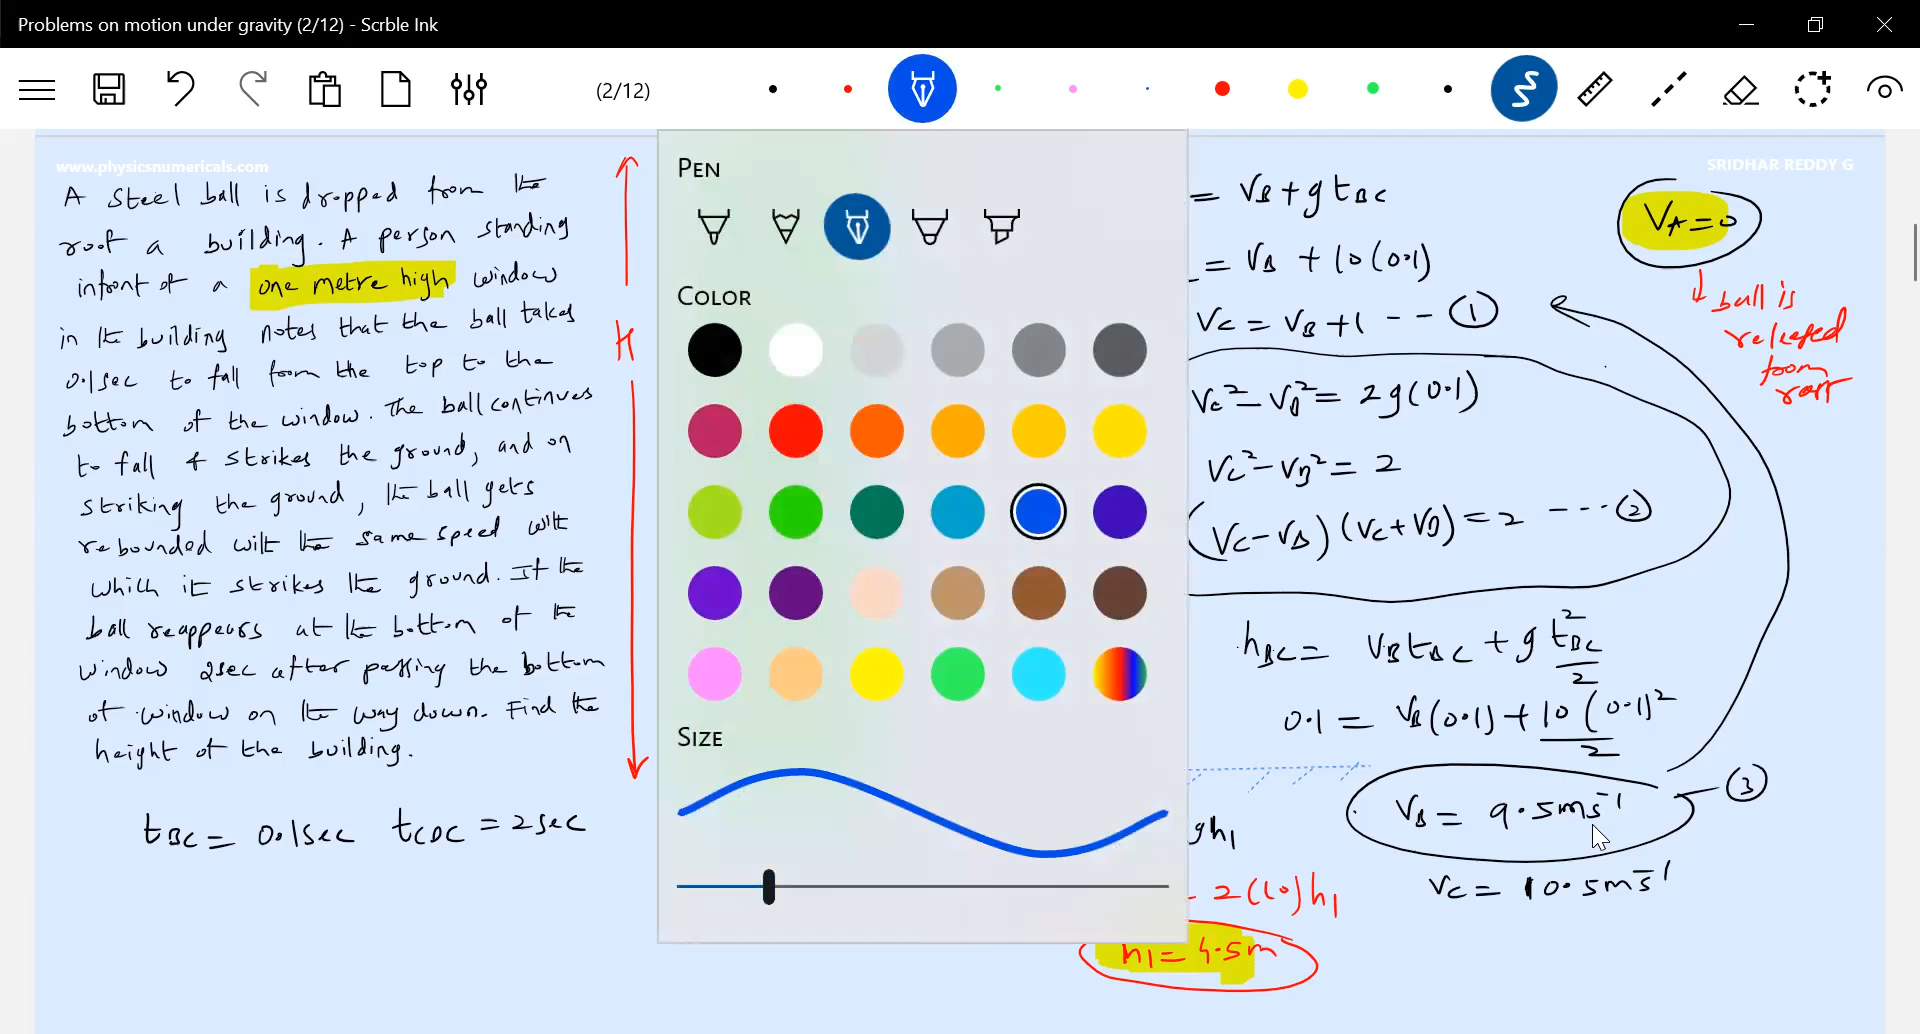 Problems on motion under gravity (2/12) - Scrble Ink
(2/12)
www.physicsnumericals.com
SRIDHAR REDDY G
A steel ball is dropped from the
roof a building. A person standing
infront of a one metre high window
in the building notes that the ball takes
0.1sec to fall from the top to the
bottom of the window. The ball continues
to fall & strikes the ground, and on
striking the ground, the ball gets
rebounded with the same speed with
which it strikes the ground. If the
ball reappears at the bottom of the
window 2sec after passing the bottom
of window on the way down. Find the
height of the building.
tBC = 0.1sec tCDC = 2sec
H
PEN
COLOR
SIZE
= VB + g tBC
= VB + 10(0.1)
VC = VB + 1 -- ①
VC² - VB² = 2g(0.1)
VC² - VB² = 2
(VC - VB)(VC + VB) = 2 --- ②
hBC = VB tBC + g tBC²/2
0.1 = VB(0.1) + 10(0.1)²/2
VB = 9.5ms⁻¹ - ③
VC = 10.5ms⁻¹
VA = 0
ball is
released
from
roof
gh1
2(10)h1
h1 = 4.5m